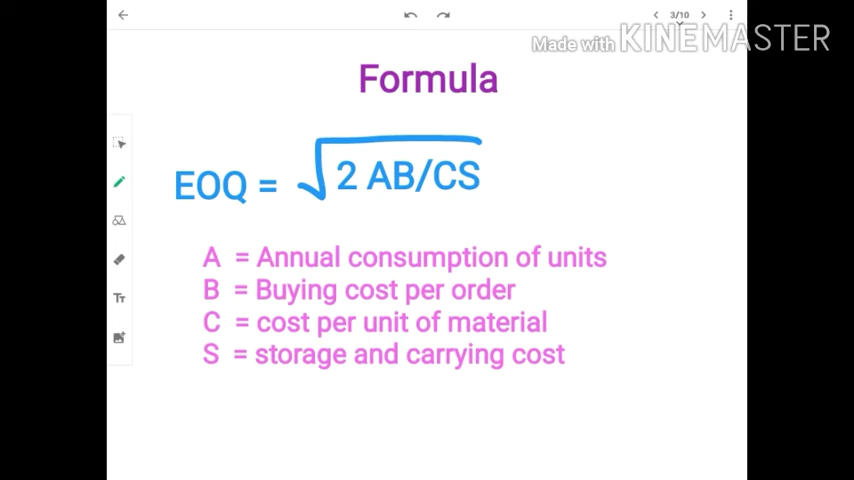 3/10
Made with KINEMASTER
Formula
EOQ = √2 AB/CS
A = Annual consumption of units
B = Buying cost per order
C = cost per unit of material
S = storage and carrying cost
Tт